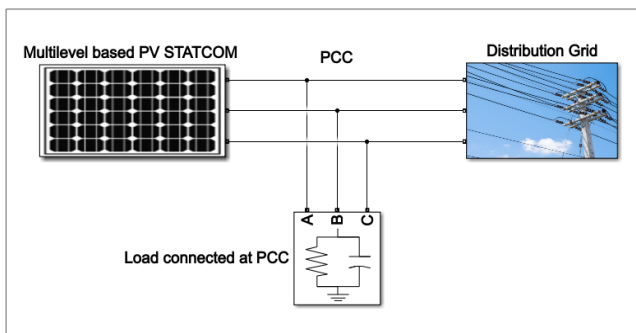 Multilevel based PV STATCOM
PCC
Distribution Grid
A
B
C
Load connected at PCC